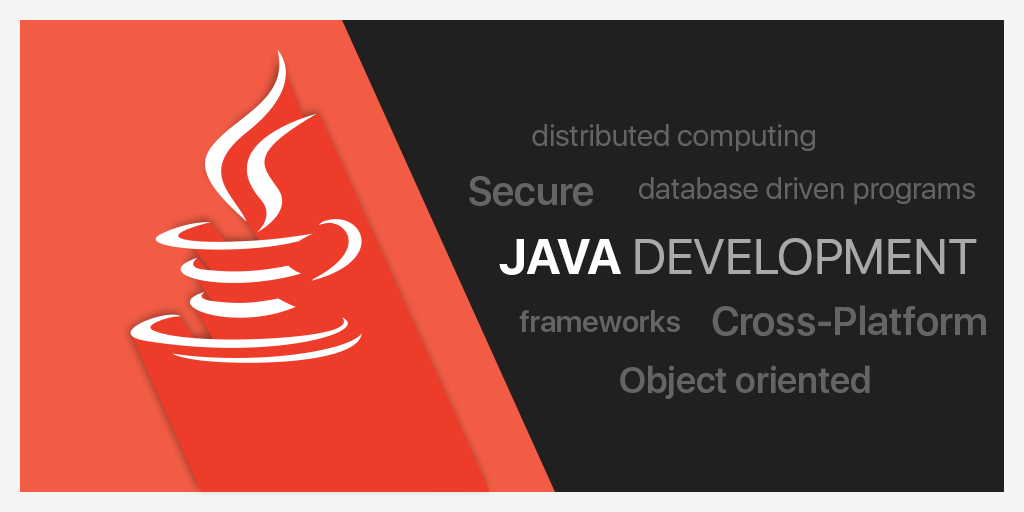 distributed computing
Secure database driven programs
JAVA DEVELOPMENT
frameworks Cross-Platform
Object oriented